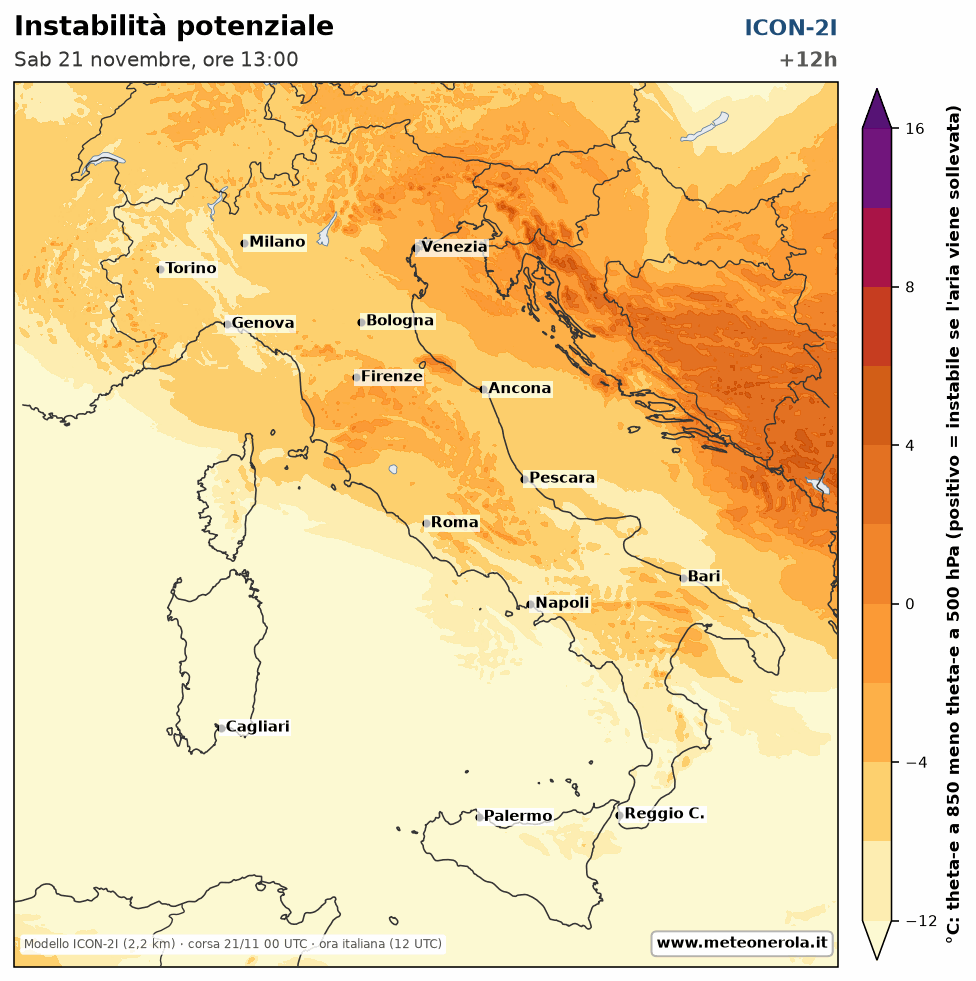 Instabilità potenziale
ICON-2I
Sab 21 novembre, ore 13:00
+12h
Milano
Venezia
Torino
Genova
Bologna
Firenze
Ancona
Pescara
Roma
Bari
Napoli
Cagliari
Palermo
Reggio C.
16
8
4
0
−4
−12
°C: theta-e a 850 meno theta-e a 500 hPa (positivo = instabile se l'aria viene sollevata)
Modello ICON-2I (2,2 km) · corsa 21/11 00 UTC · ora italiana (12 UTC)
www.meteonerola.it